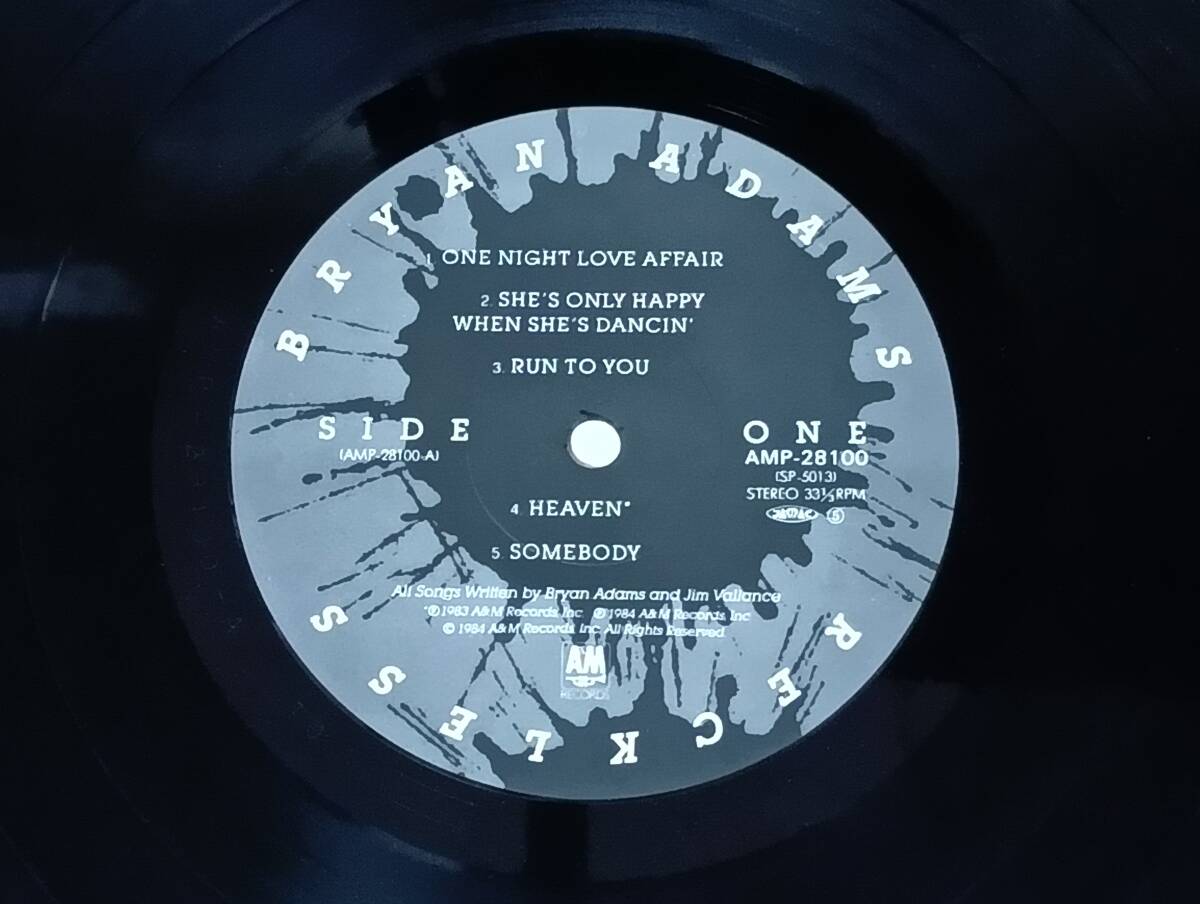 BRYAN ADAMS
1. ONE NIGHT LOVE AFFAIR
2. SHE'S ONLY HAPPY
WHEN SHE'S DANCIN'
3. RUN TO YOU
SIDE ONE
(AMP-28100-A)
AMP-28100
(SP-5013)
STEREO 33⅓RPM
5
4. HEAVEN*
5. SOMEBODY
All Songs Written by Bryan Adams and Jim Vallance
*℗1983 A&M Records, Inc. ℗1984 A&M Records, Inc
© 1984 A&M Records, Inc. All Rights Reserved
A&M
RECORDS
RECKLESS